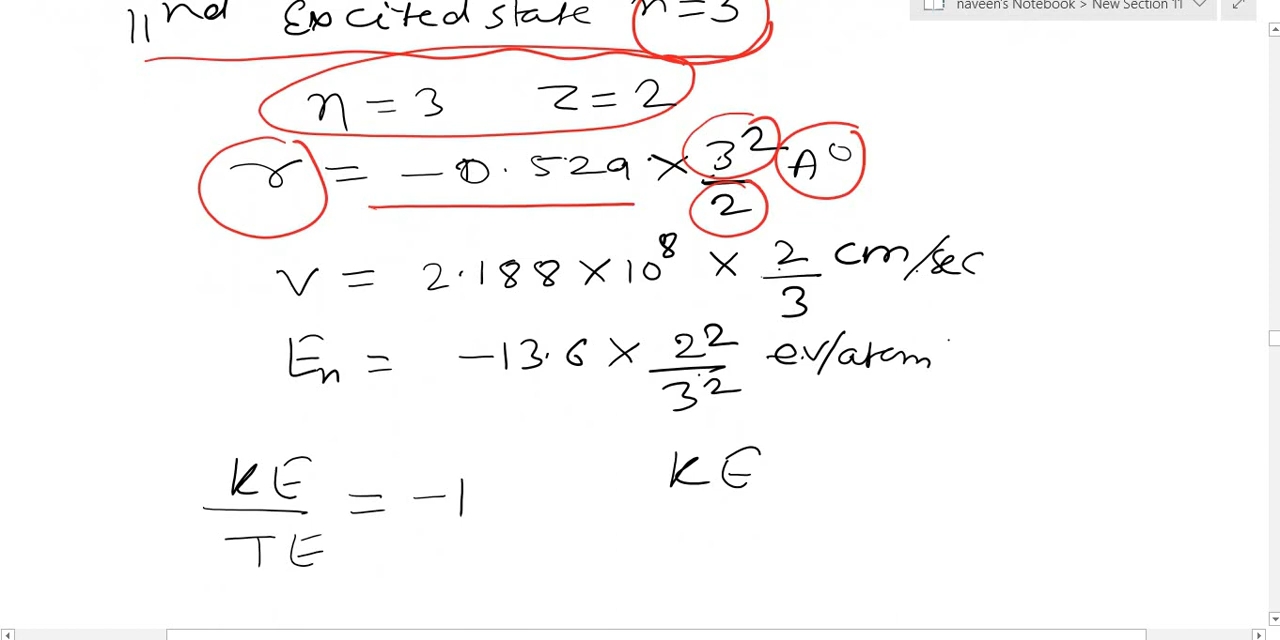 naveen's Notebook > New Section 11
IInd Excited state n = 3
n = 3 Z = 2
r = -0.529 × 3²/2 A°
v = 2.188 × 10⁸ × 2/3 cm/sec
En = -13.6 × 2²/3² ev/atom
KE/TE = -1 KE